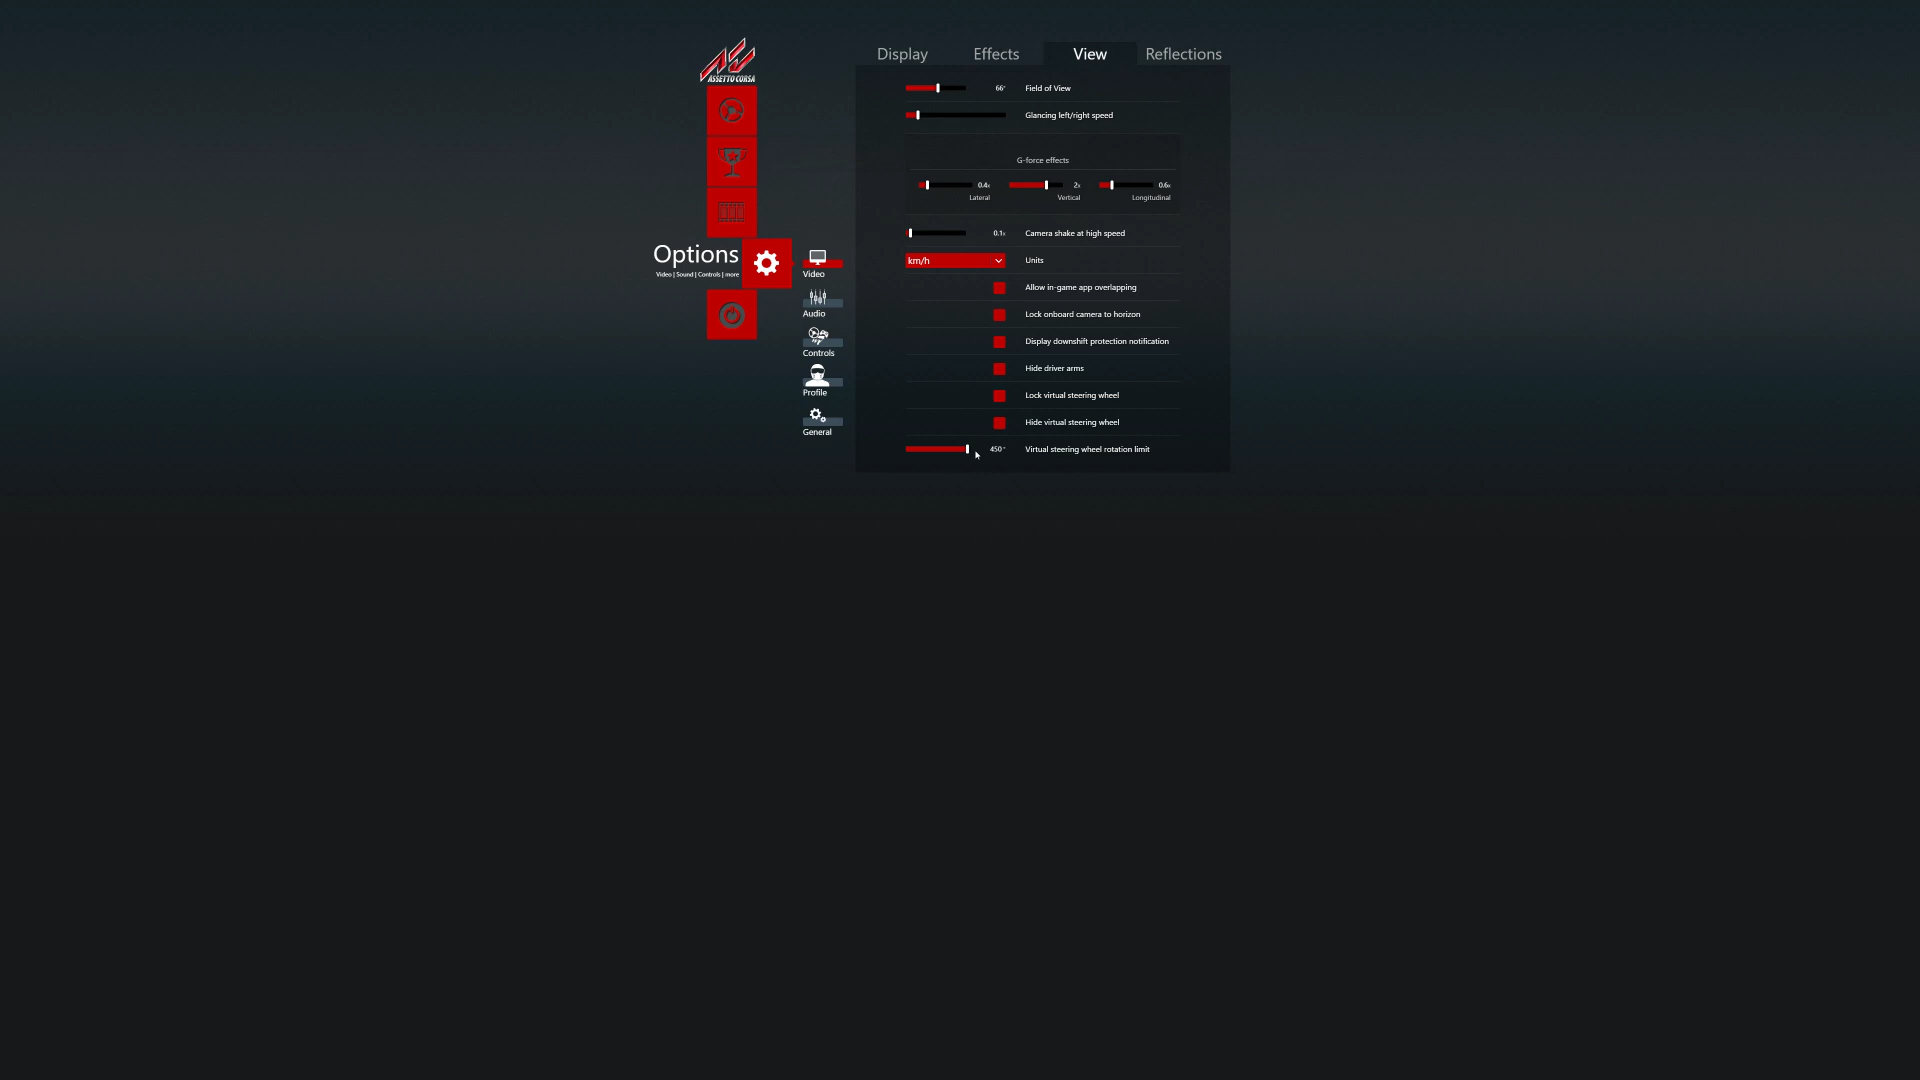 ASSETTO CORSA
Display
Effects
View
Reflections
66°
Field of View
Glancing left/right speed
G-force effects
0.4x
Lateral
2x
Vertical
0.6x
Longitudinal
0.1x
Camera shake at high speed
km/h
Units
Allow in-game app overlapping
Lock onboard camera to horizon
Display downshift protection notification
Hide driver arms
Lock virtual steering wheel
Hide virtual steering wheel
450°
Virtual steering wheel rotation limit
Options
Video | Sound | Controls | more
Video
Audio
Controls
Profile
General